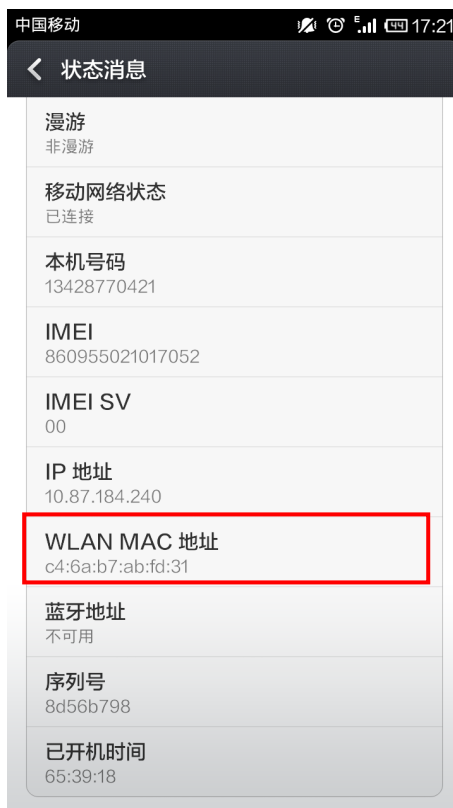 中国移动 E 44 17:21
状态消息
漫游
非漫游
移动网络状态
已连接
本机号码
13428770421
IMEI
860955021017052
IMEI SV
00
IP 地址
10.87.184.240
WLAN MAC 地址
c4:6a:b7:ab:fd:31
蓝牙地址
不可用
序列号
8d56b798
已开机时间
65:39:18